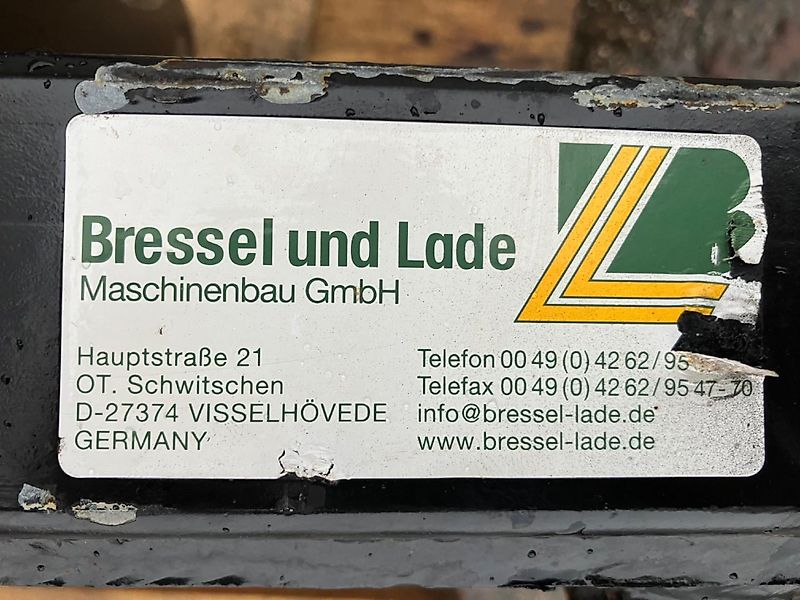 Bressel und Lade
Maschinenbau GmbH
Hauptstraße 21
OT. Schwitschen
D-27374 VISSELHÖVEDE
GERMANY
Telefon 00 49 (0) 42 62 / 95
Telefax 00 49 (0) 42 62 / 95 47 - 70
info@bressel-lade.de
www.bressel-lade.de